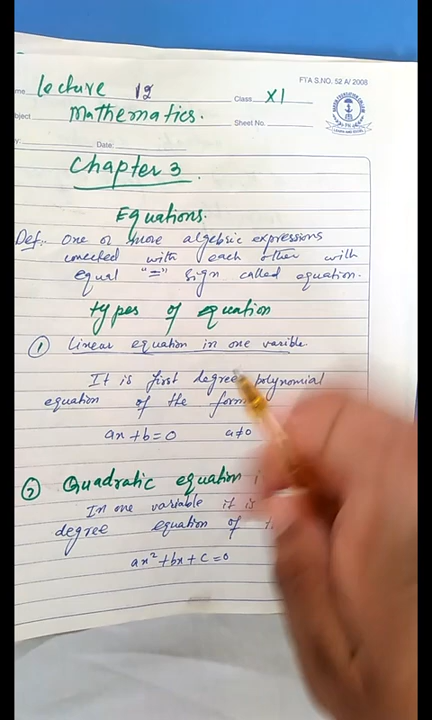 FTA S.NO. 52 A/ 2008
me Lecture 12 Class XI
bject Mathematics. Sheet No.
Y: Date:
Chapter 3
Equations.
Def:- One or more algebric expressions
conected with each other with
equal "=" sign called equation.
types of equation
① Linear equation in one varible.
It is first degree polynomial
equation of the form
ax + b = 0 a≠0
② Quadratic equation i
In one variable it is
degree equation of t
ax² + bx + c = 0